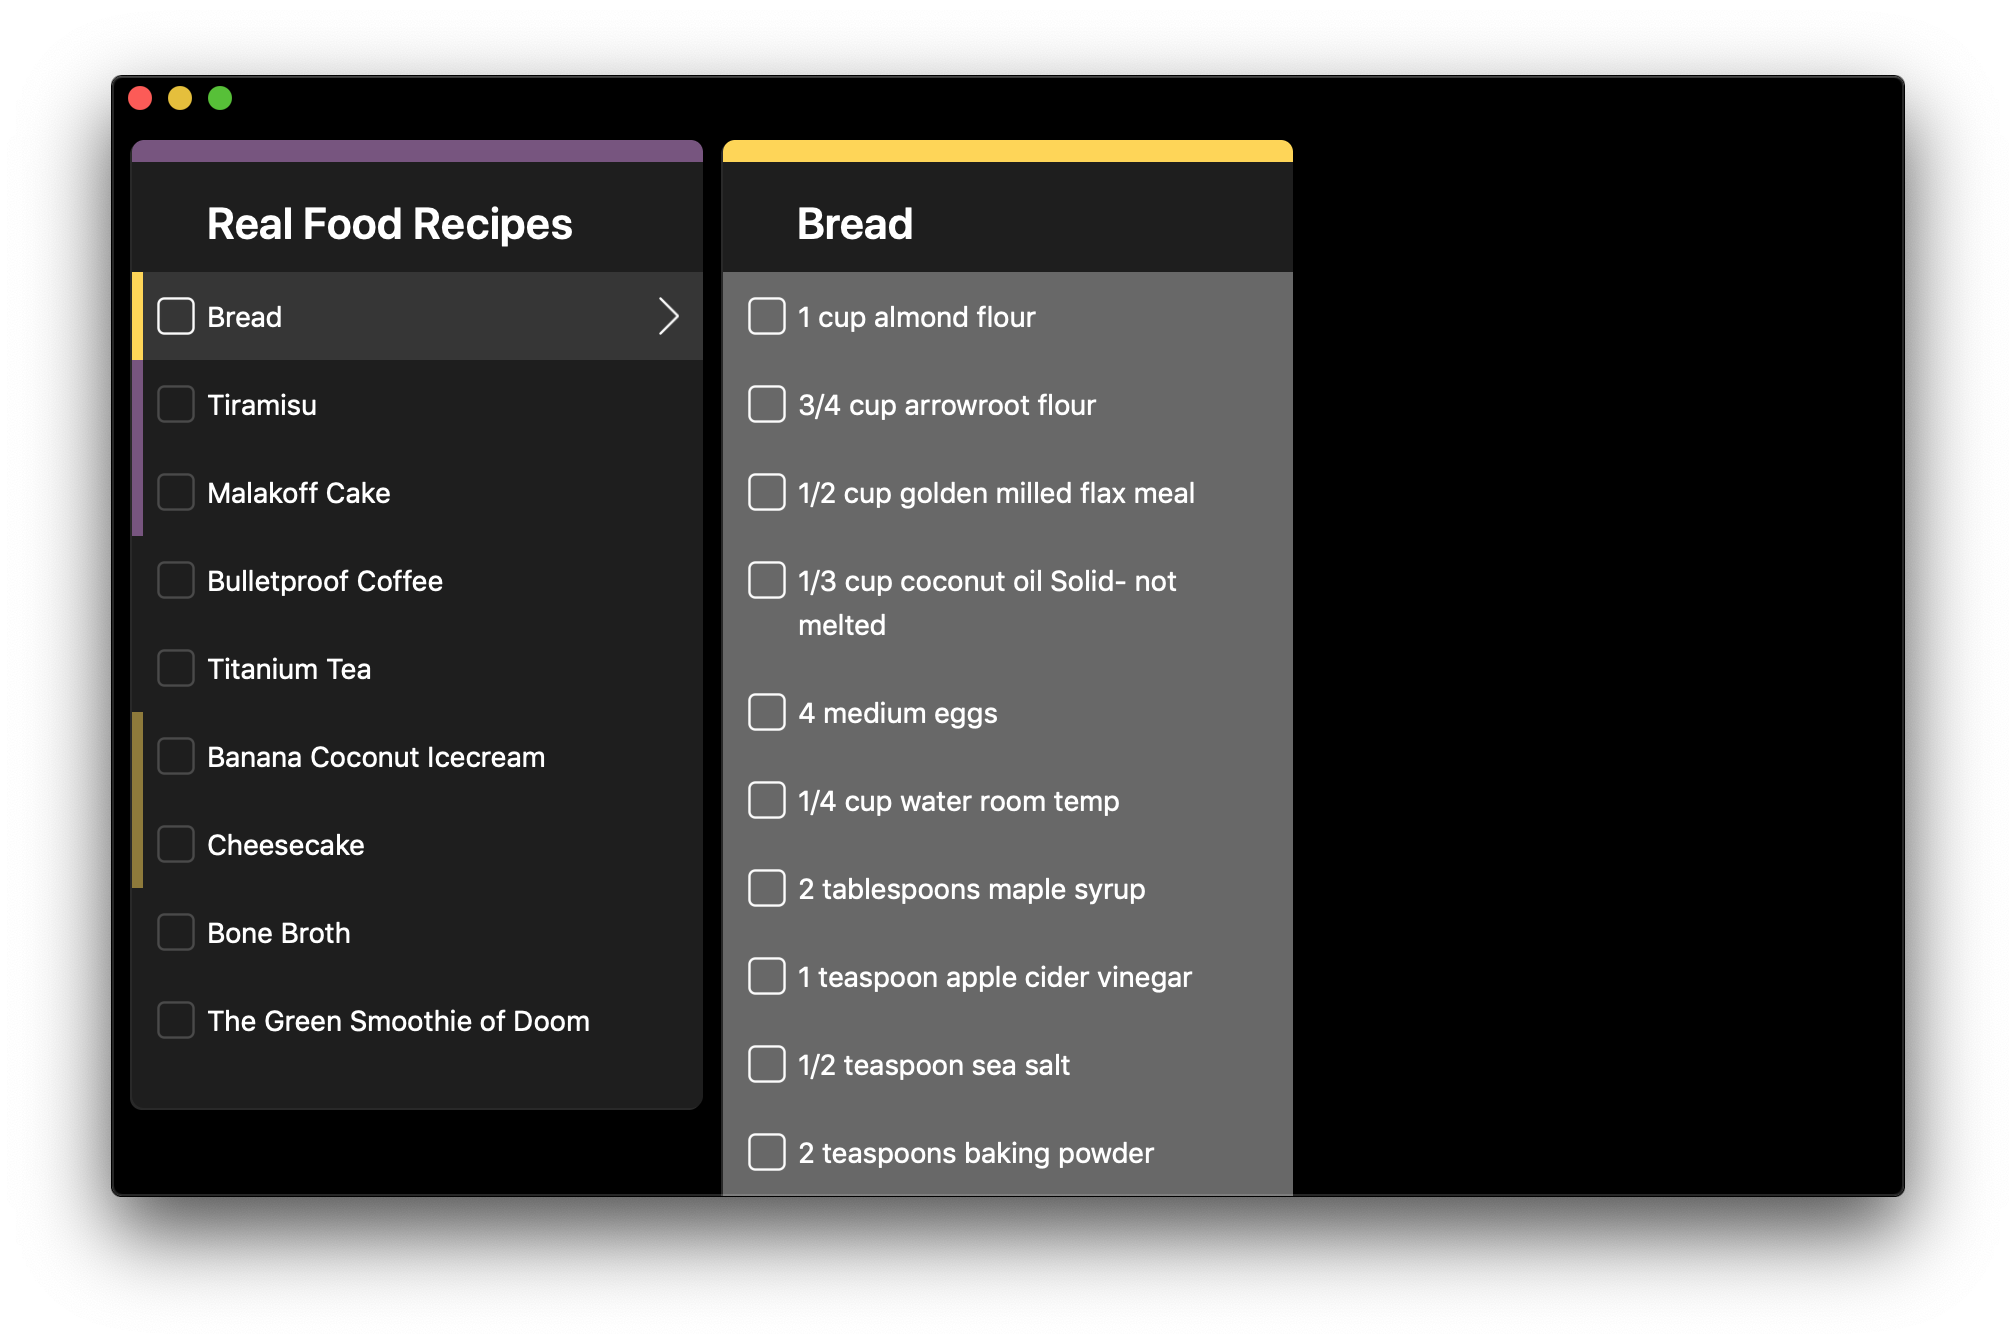 Real Food Recipes
Bread
Tiramisu
Malakoff Cake
Bulletproof Coffee
Titanium Tea
Banana Coconut Icecream
Cheesecake
Bone Broth
The Green Smoothie of Doom
Bread
1 cup almond flour
3/4 cup arrowroot flour
1/2 cup golden milled flax meal
1/3 cup coconut oil Solid- not
melted
4 medium eggs
1/4 cup water room temp
2 tablespoons maple syrup
1 teaspoon apple cider vinegar
1/2 teaspoon sea salt
2 teaspoons baking powder